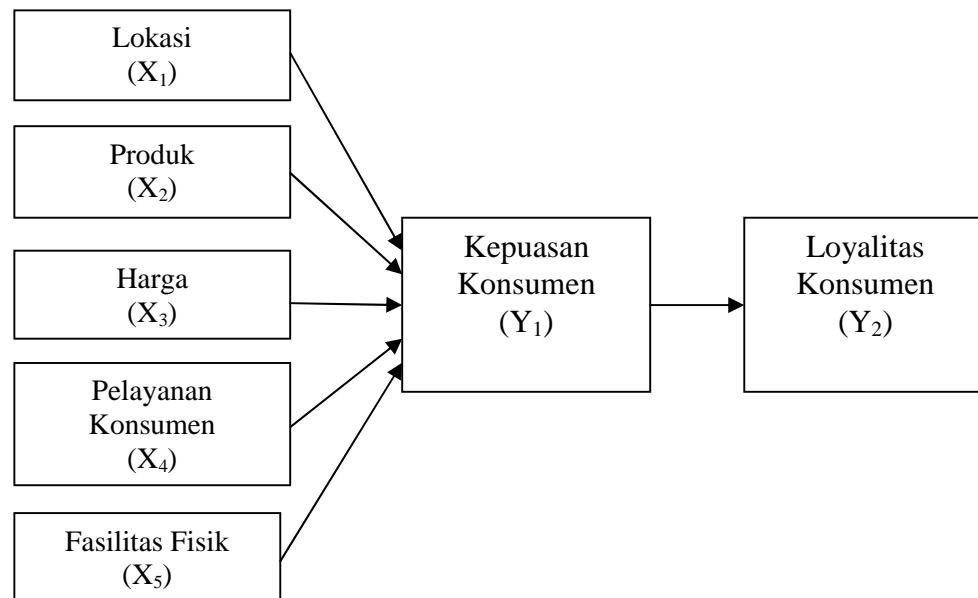 Lokasi
(X₁)
Produk
(X₂)
Harga
(X₃)
Pelayanan
Konsumen
(X₄)
Fasilitas Fisik
(X₅)
Kepuasan
Konsumen
(Y₁)
Loyalitas
Konsumen
(Y₂)